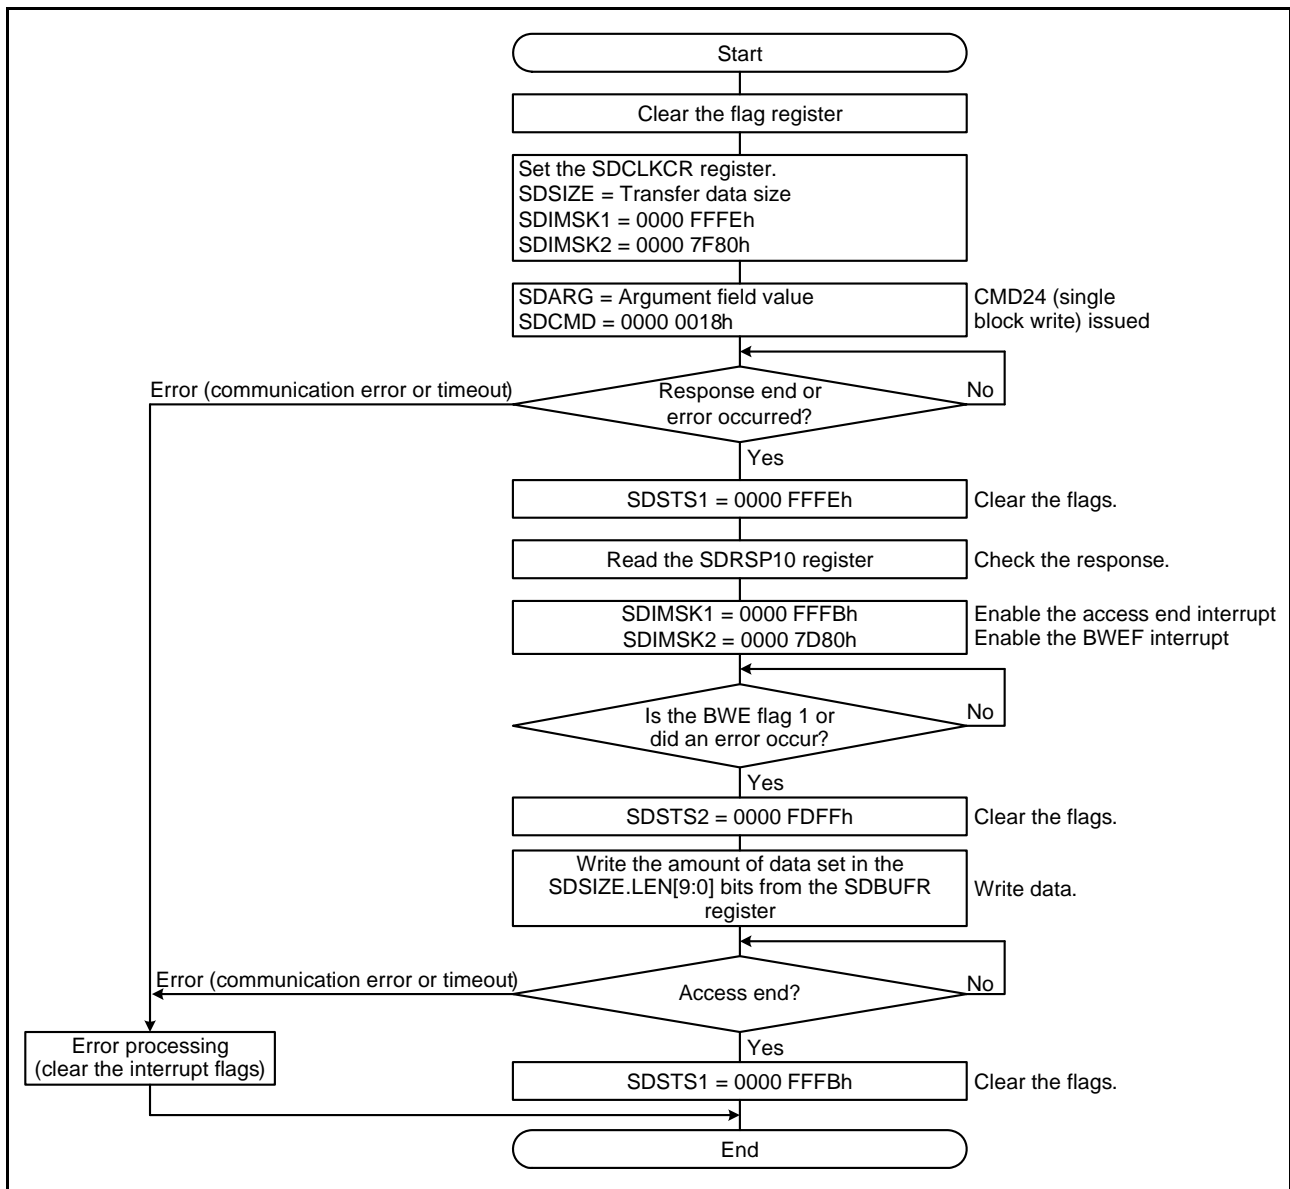 Start
Clear the flag register
Set the SDCLKCR register.
SDSIZE = Transfer data size
SDIMSK1 = 0000 FFFEh
SDIMSK2 = 0000 7F80h
SDARG = Argument field value
SDCMD = 0000 0018h
CMD24 (single
block write) issued
Error (communication error or timeout)
Response end or
error occurred?
No
Yes
SDSTS1 = 0000 FFFEh
Clear the flags.
Read the SDRSP10 register
Check the response.
SDIMSK1 = 0000 FFFBh
SDIMSK2 = 0000 7D80h
Enable the access end interrupt
Enable the BWEF interrupt
Is the BWE flag 1 or
did an error occur?
No
Yes
SDSTS2 = 0000 FDFFh
Clear the flags.
Write the amount of data set in the
SDSIZE.LEN[9:0] bits from the SDBUFR
register
Write data.
Error (communication error or timeout)
Access end?
No
Error processing
(clear the interrupt flags)
Yes
SDSTS1 = 0000 FFFBh
Clear the flags.
End